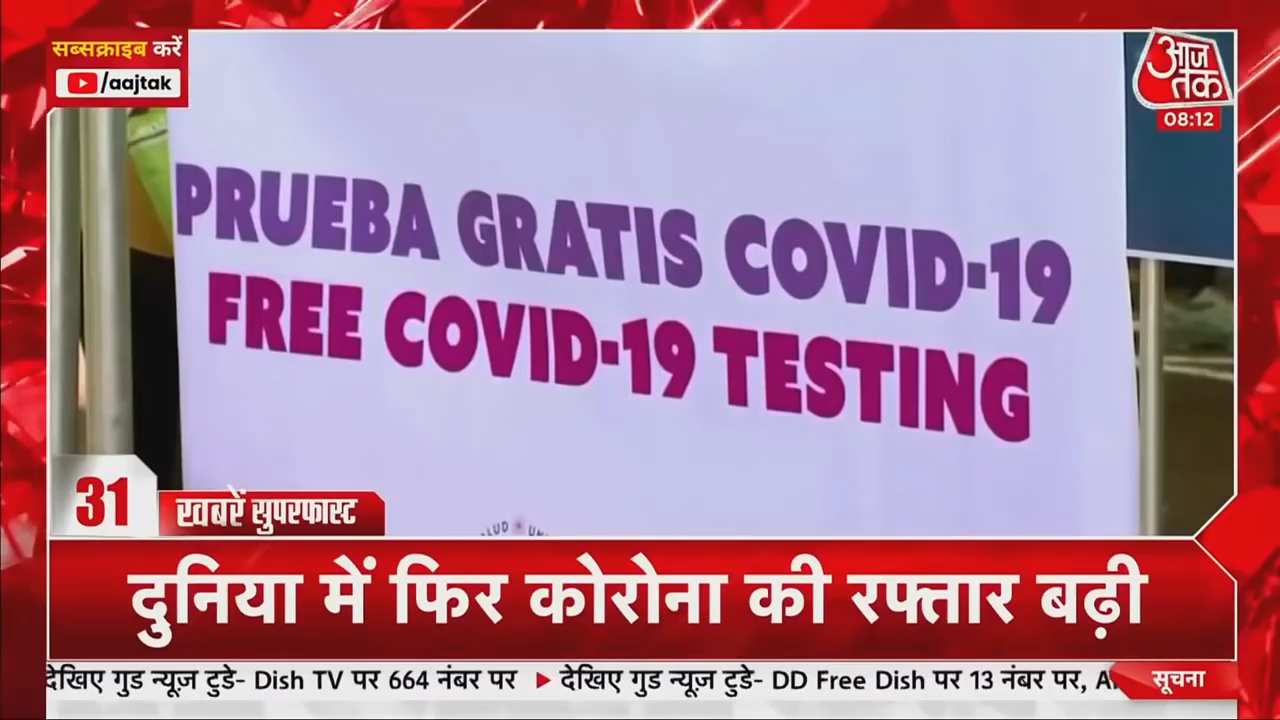 सब्सक्राइब करें
/aajtak
आज तक
08:12
PRUEBA GRATIS COVID-19
FREE COVID-19 TESTING
31
खबरें सुपरफास्ट
दुनिया में फिर कोरोना की रफ्तार बढ़ी
देखिए गुड न्यूज़ टुडे- Dish TV पर 664 नंबर पर ▶ देखिए गुड न्यूज़ टुडे- DD Free Dish पर 13 नंबर पर,
सूचना